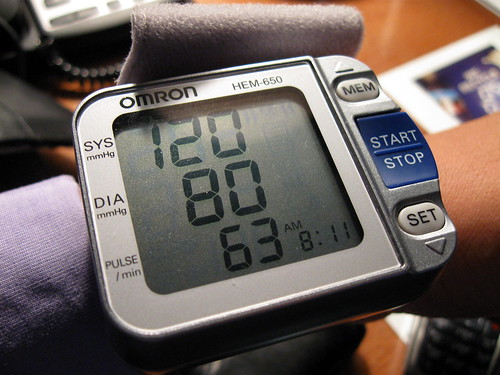 OMRON HEM-650
MEM
SYS
mmHg
120
START
STOP
DIA
mmHg
80
SET
PULSE
/min
63
AM
8:11